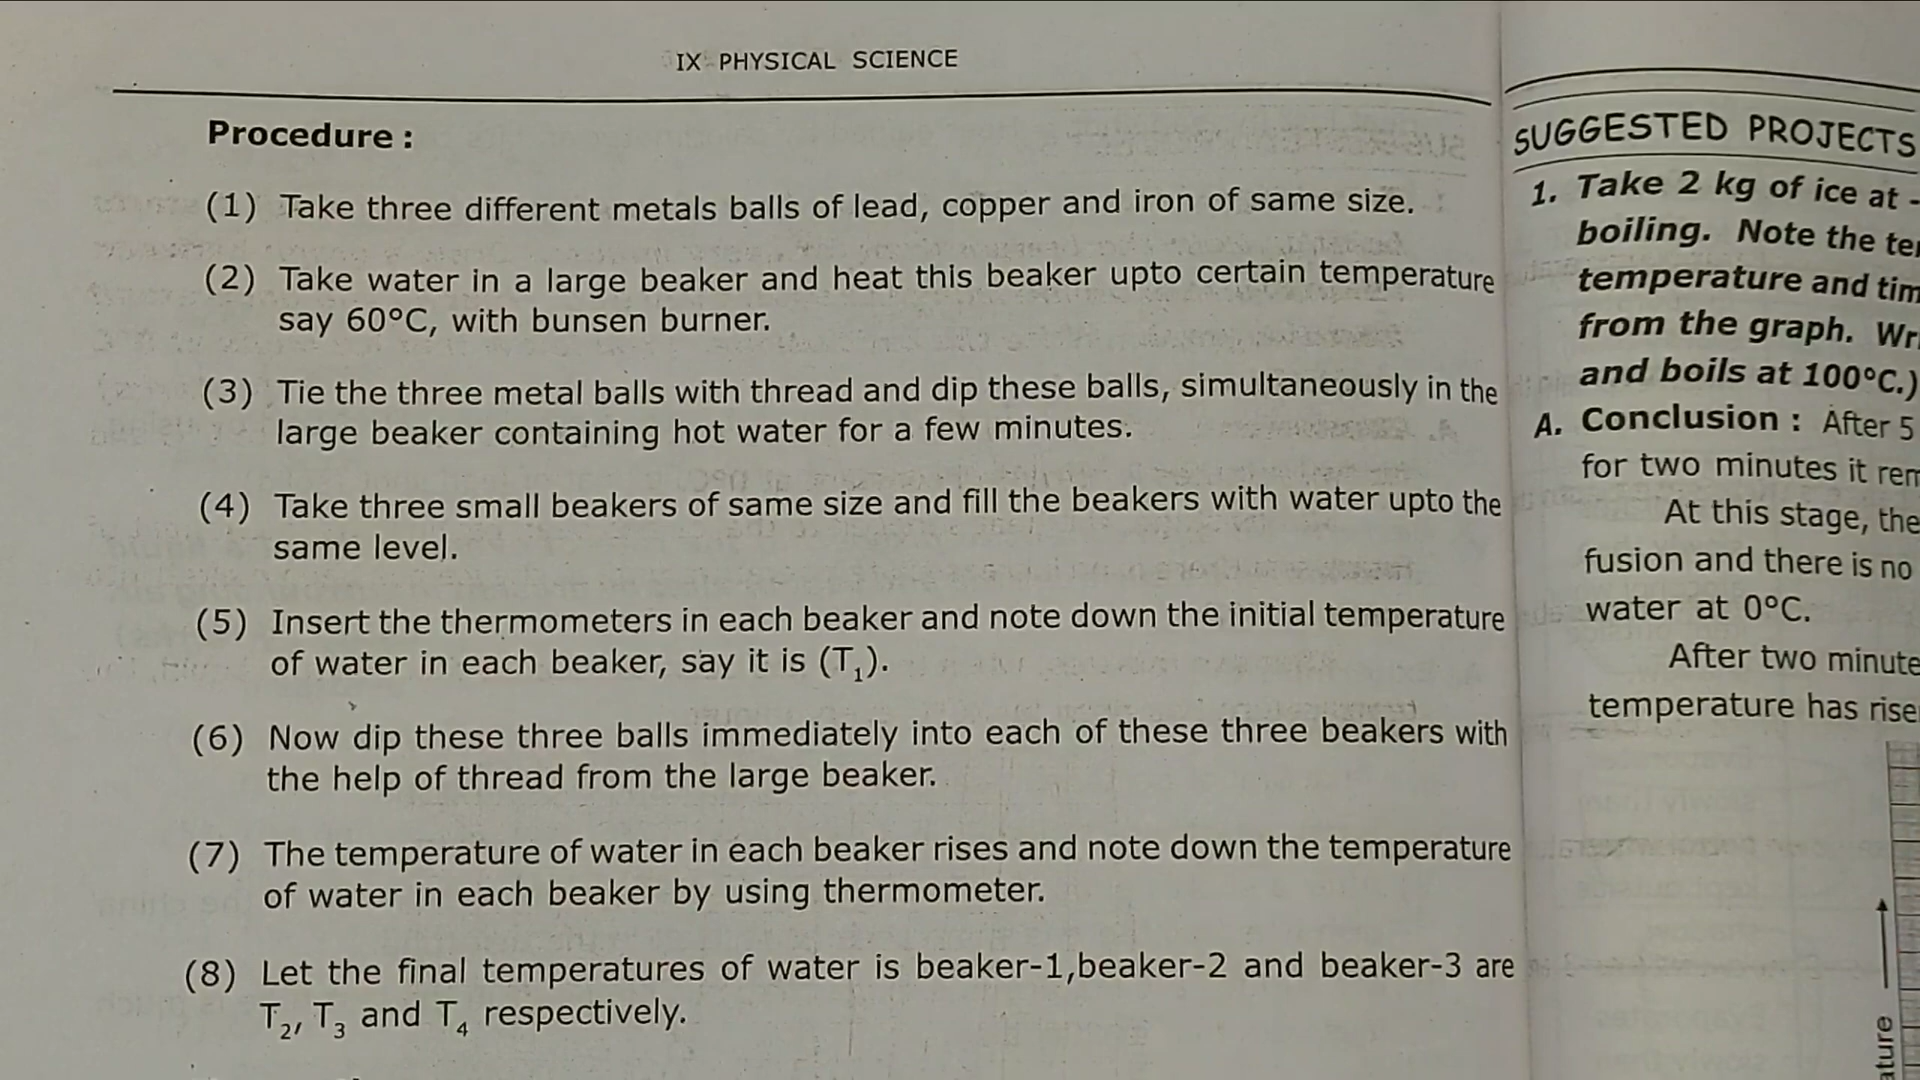 IX PHYSICAL SCIENCE
Procedure :
(1) Take three different metals balls of lead, copper and iron of same size.
(2) Take water in a large beaker and heat this beaker upto certain temperature
say 60°C, with bunsen burner.
(3) Tie the three metal balls with thread and dip these balls, simultaneously in the
large beaker containing hot water for a few minutes.
(4) Take three small beakers of same size and fill the beakers with water upto the
same level.
(5) Insert the thermometers in each beaker and note down the initial temperature
of water in each beaker, say it is (T₁).
(6) Now dip these three balls immediately into each of these three beakers with
the help of thread from the large beaker.
(7) The temperature of water in each beaker rises and note down the temperature
of water in each beaker by using thermometer.
(8) Let the final temperatures of water is beaker-1,beaker-2 and beaker-3 are
T₂, T₃ and T₄ respectively.
SUGGESTED PROJECTS
1. Take 2 kg of ice at -
boiling. Note the
temperature and
from the graph.
and boils at 100°C.)
A. Conclusion : After 5
for two minutes it
At this stage, the
fusion and there is no
water at 0°C.
After two
temperature has